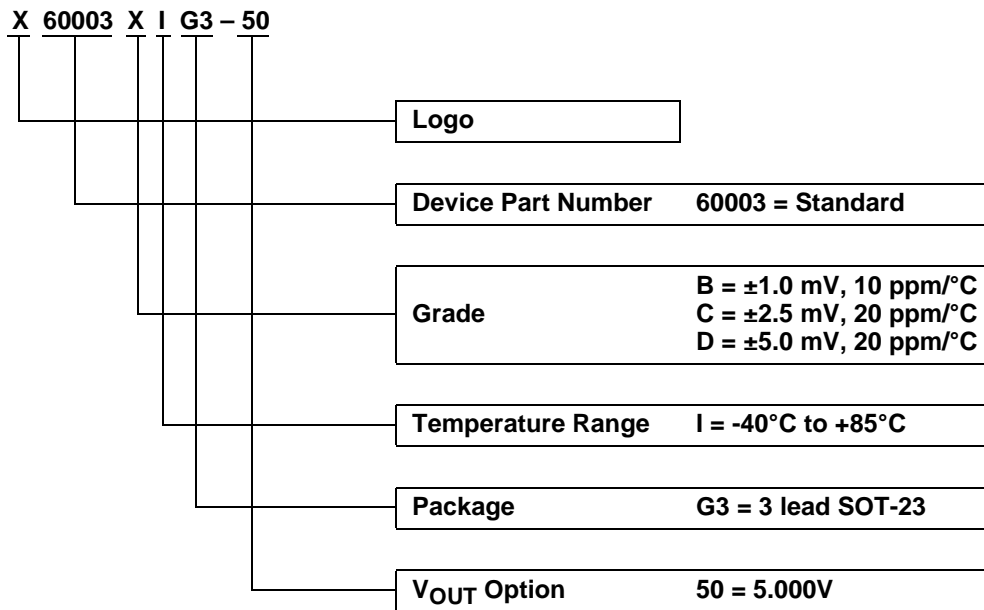 X 60003 X I G3 – 50
Logo
Device Part Number 60003 = Standard
Grade
B = ±1.0 mV, 10 ppm/°C
C = ±2.5 mV, 20 ppm/°C
D = ±5.0 mV, 20 ppm/°C
Temperature Range I = -40°C to +85°C
Package G3 = 3 lead SOT-23
VOUT Option 50 = 5.000V